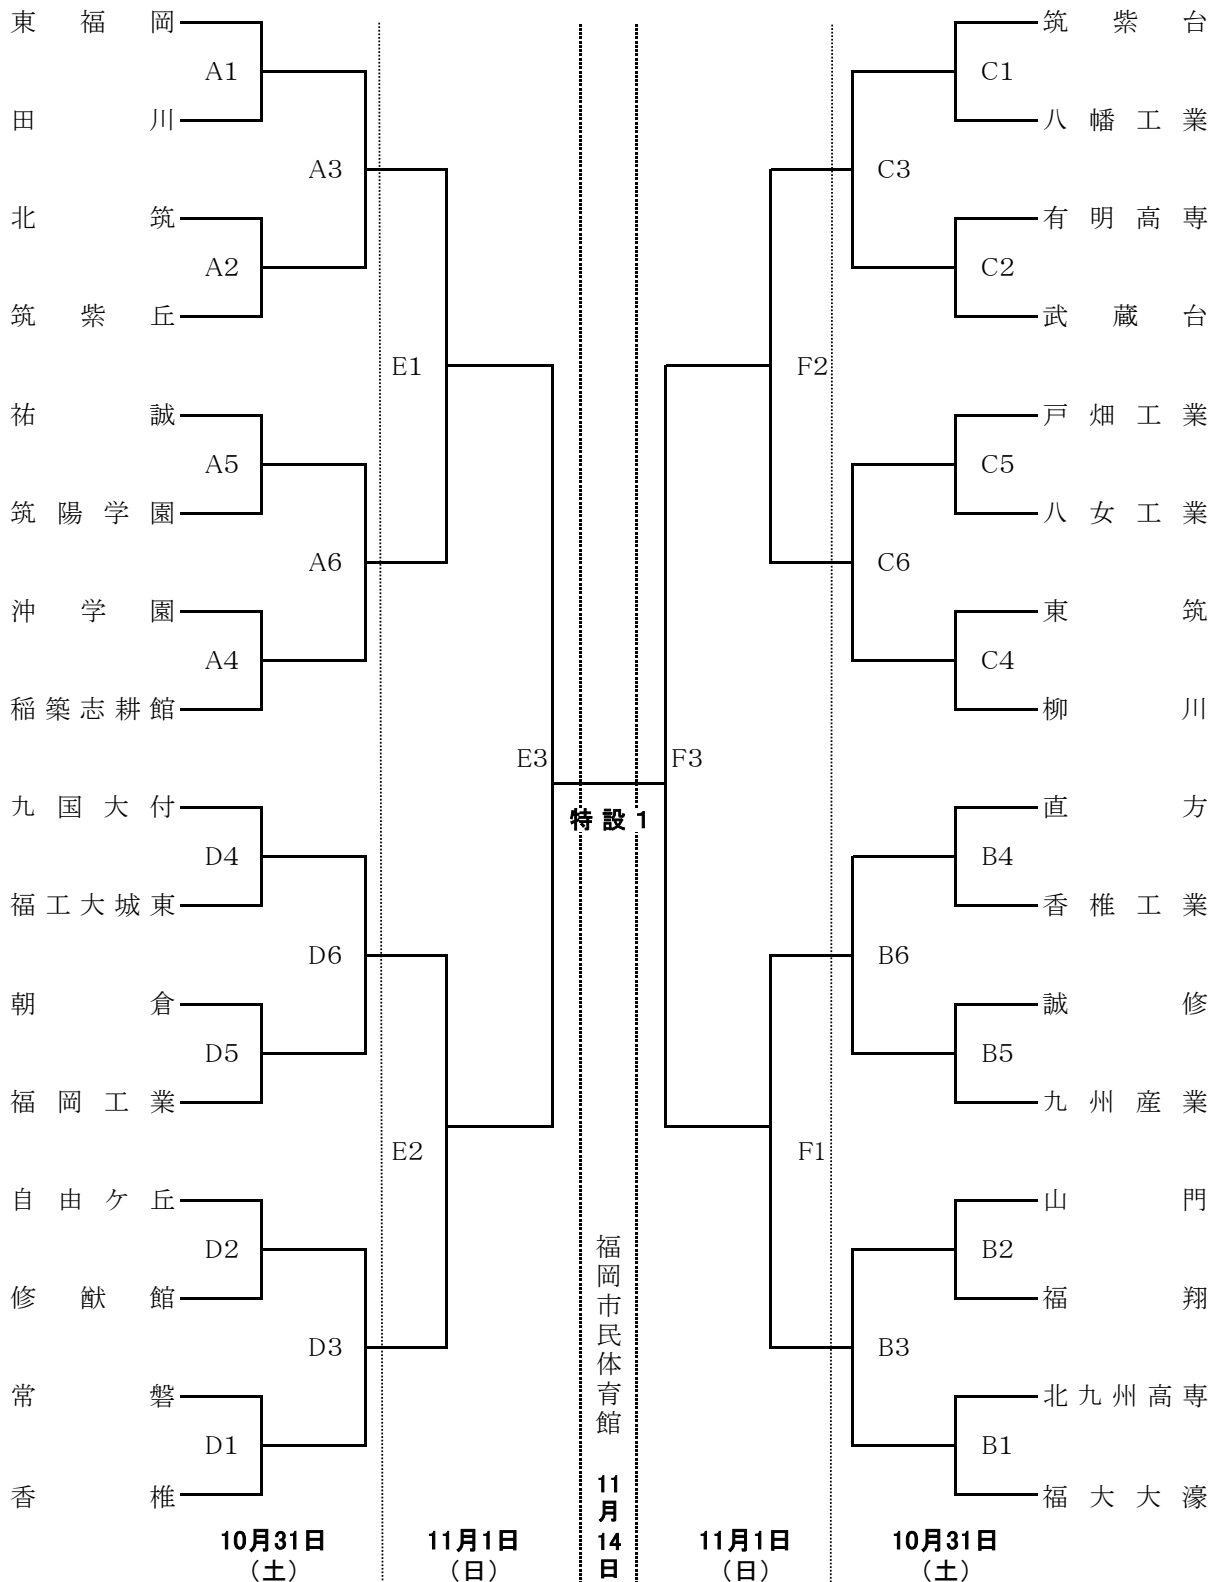 東福岡
A1
田川
A3
北筑
A2
筑紫丘
E1
祐誠
A5
筑陽学園
A6
沖学園
A4
稲築志耕館
E3
九国大付
D4
福工大城東
D6
朝倉
D5
福岡工業
E2
自由ケ丘
D2
修猷館
D3
常磐
D1
香椎
10月31日
(土)
11月1日
(日)
特設1
福岡市民体育館 11月14日
筑紫台
C1
八幡工業
C3
有明高専
C2
武蔵台
F2
戸畑工業
C5
八女工業
C6
東筑
C4
柳川
F3
直方
B4
香椎工業
B6
誠修
B5
九州産業
F1
山門
B2
福翔
B3
北九州高専
B1
福大大濠
11月1日
(日)
10月31日
(土)